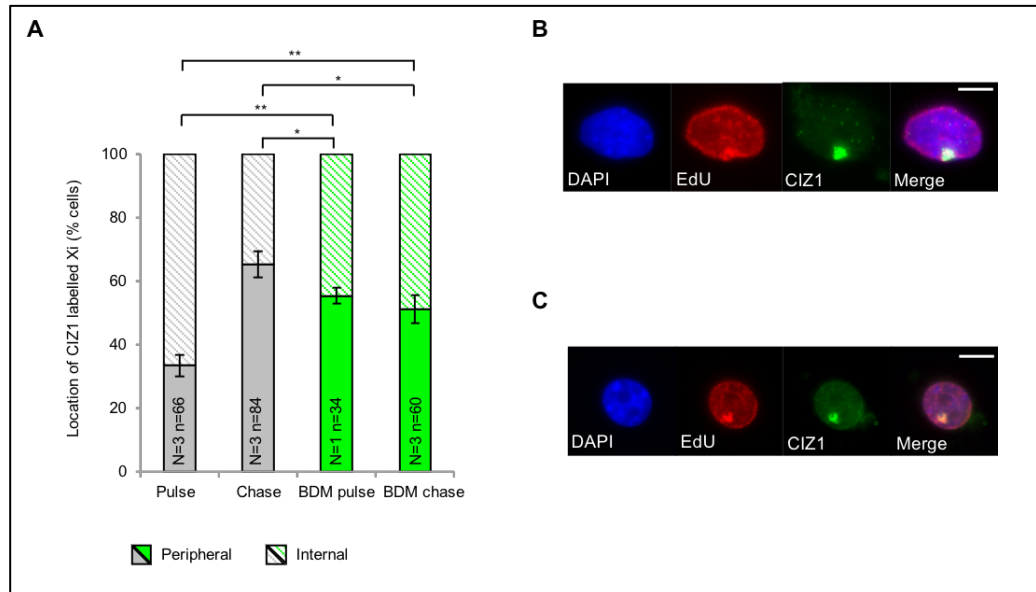 A
**
*
**
*
Location of CIZ1 labelled Xi (% cells)
100
80
60
40
20
0
N=3 n=66
N=3 n=84
N=1 n=34
N=3 n=60
Pulse
Chase
BDM pulse
BDM chase
Peripheral
Internal
B
DAPI
EdU
CIZ1
Merge
C
DAPI
EdU
CIZ1
Merge